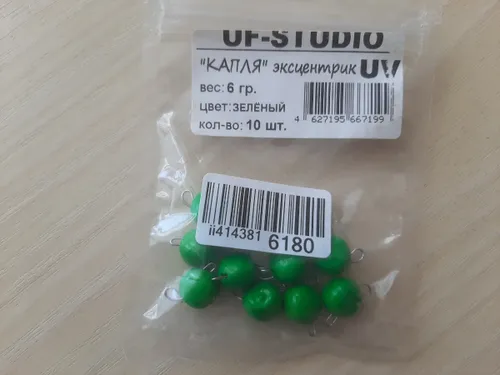 UF-STUDIO
"КАПЛЯ" эксцентрик UV
вес: 6 гр.
цвет: ЗЕЛЁНЫЙ
кол-во: 10 шт.
4 627195 667199
ii414381 6180